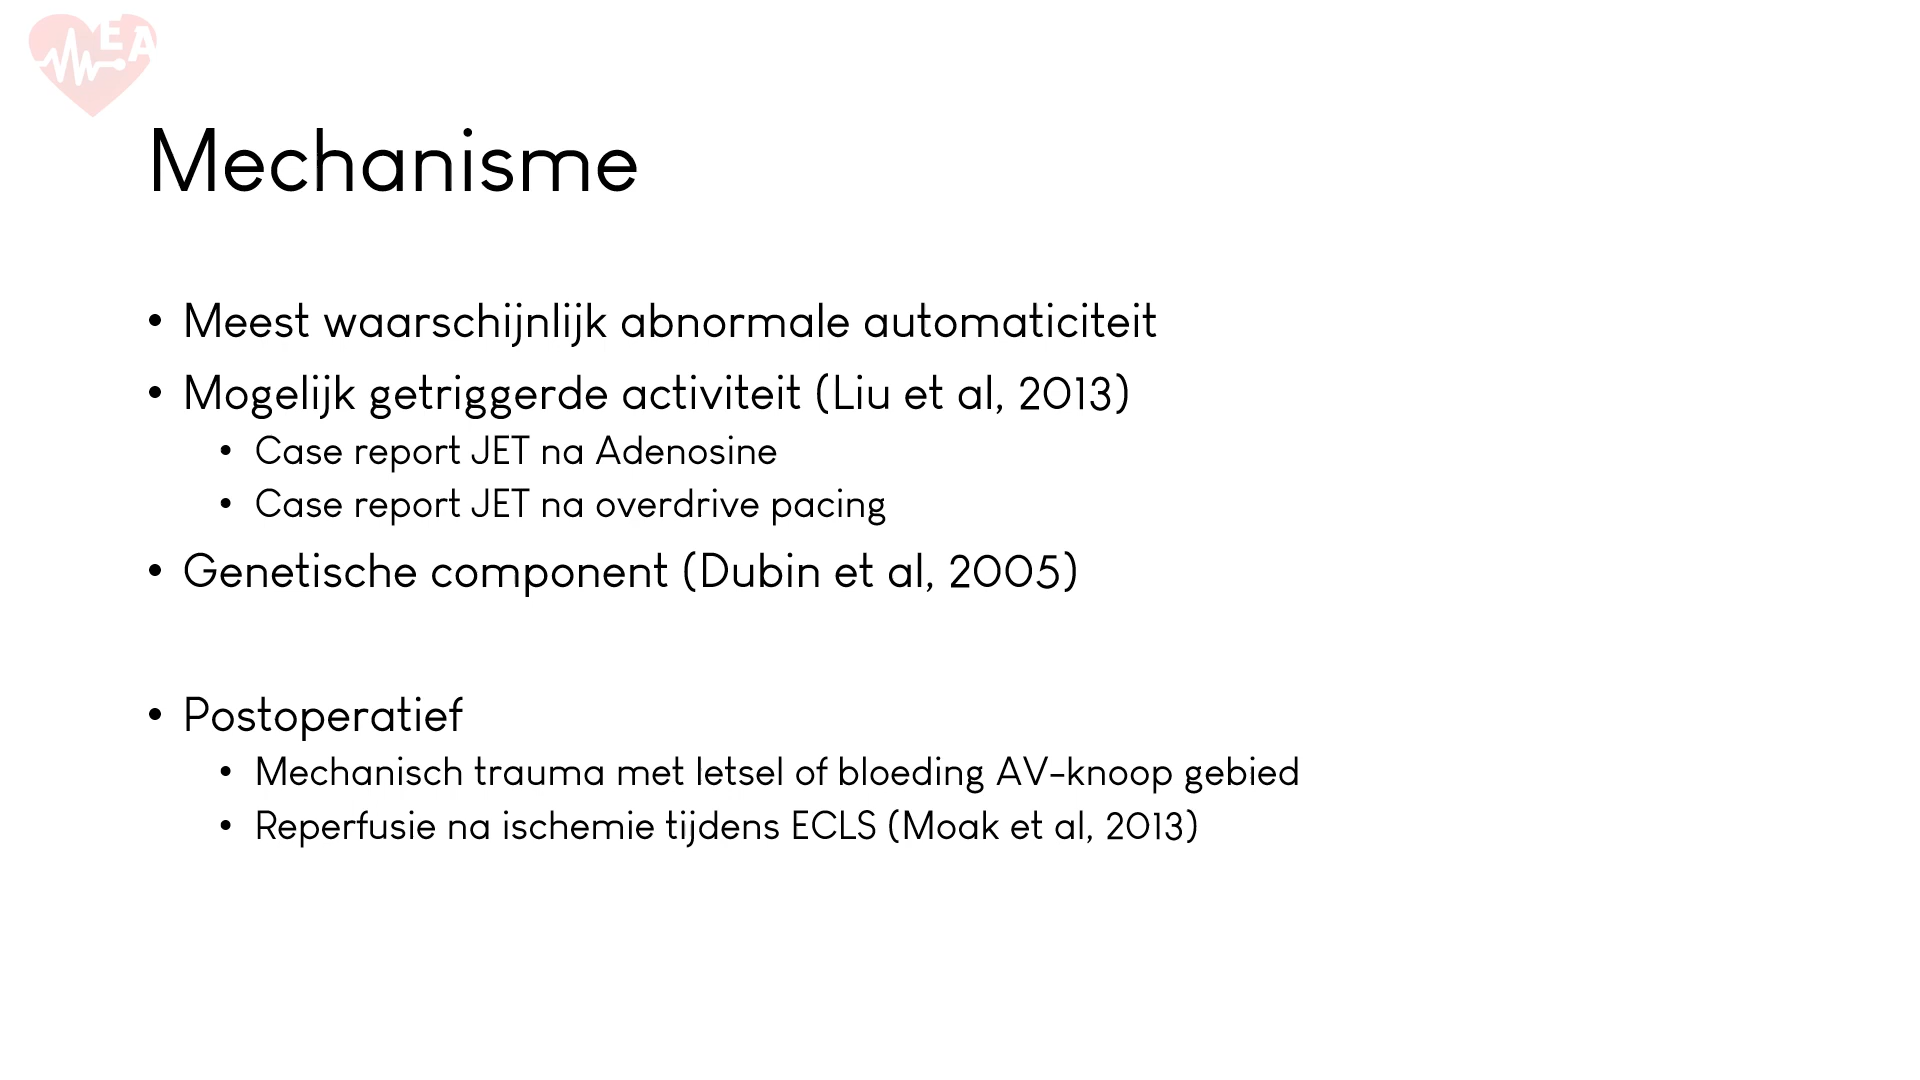 EA
Mechanisme
• Meest waarschijnlijk abnormale automaticiteit
• Mogelijk getriggerde activiteit (Liu et al, 2013)
• Case report JET na Adenosine
• Case report JET na overdrive pacing
• Genetische component (Dubin et al, 2005)
• Postoperatief
• Mechanisch trauma met letsel of bloeding AV-knoop gebied
• Reperfusie na ischemie tijdens ECLS (Moak et al, 2013)